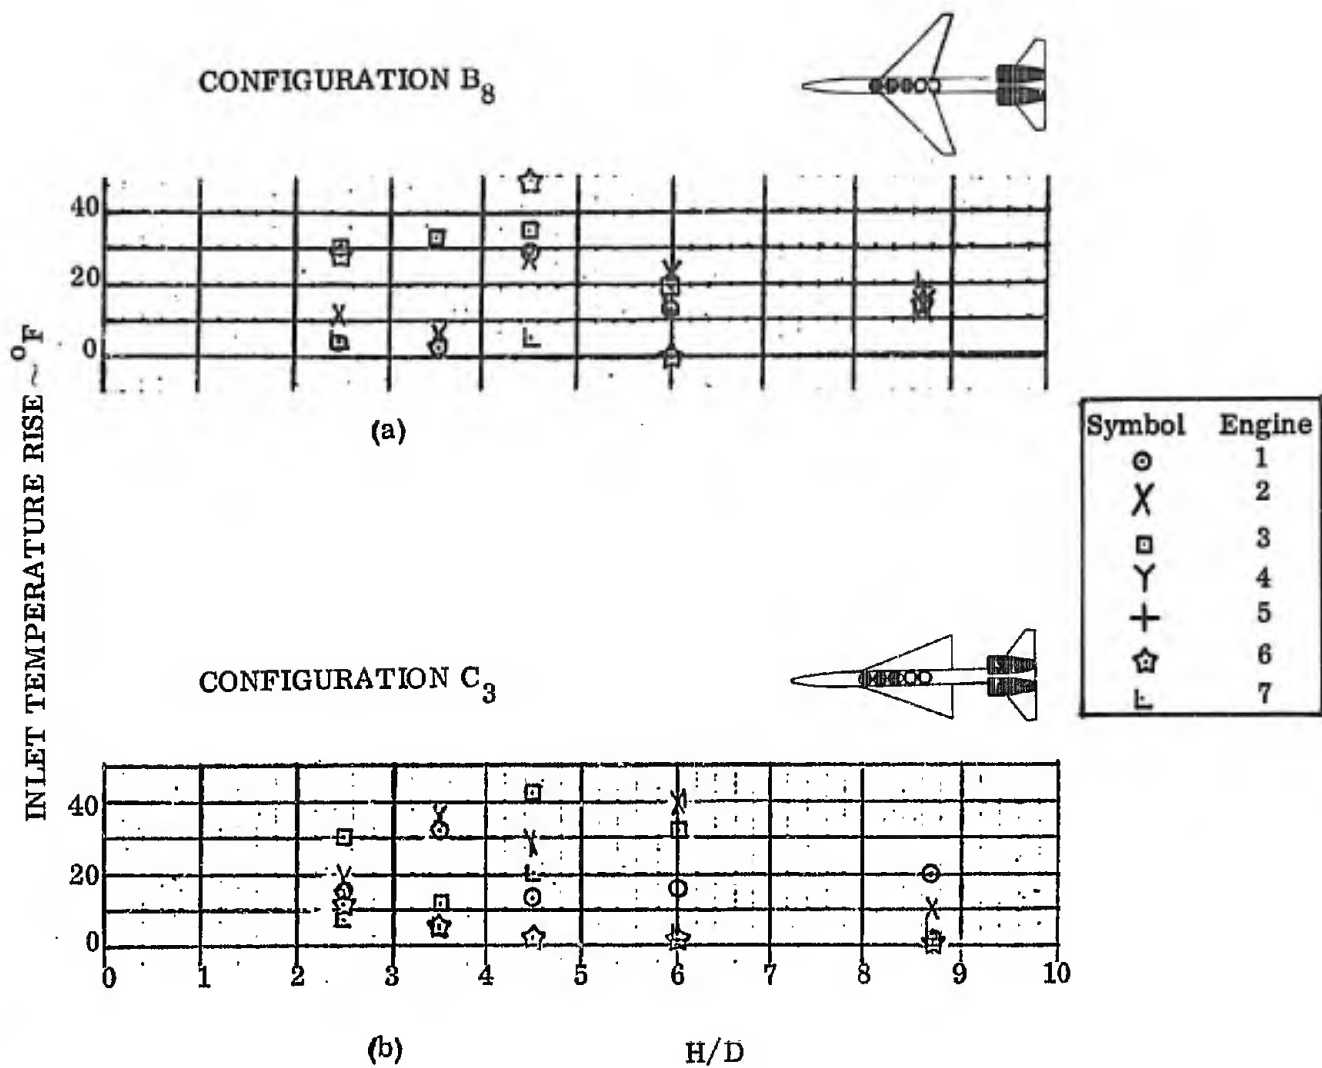 CONFIGURATION B8
40
20
0
(a)
INLET TEMPERATURE RISE ~ °F
Symbol Engine
1
2
3
4
5
6
7
CONFIGURATION C3
40
20
0
0 1 2 3 4 5 6 7 8 9 10
(b)
H/D